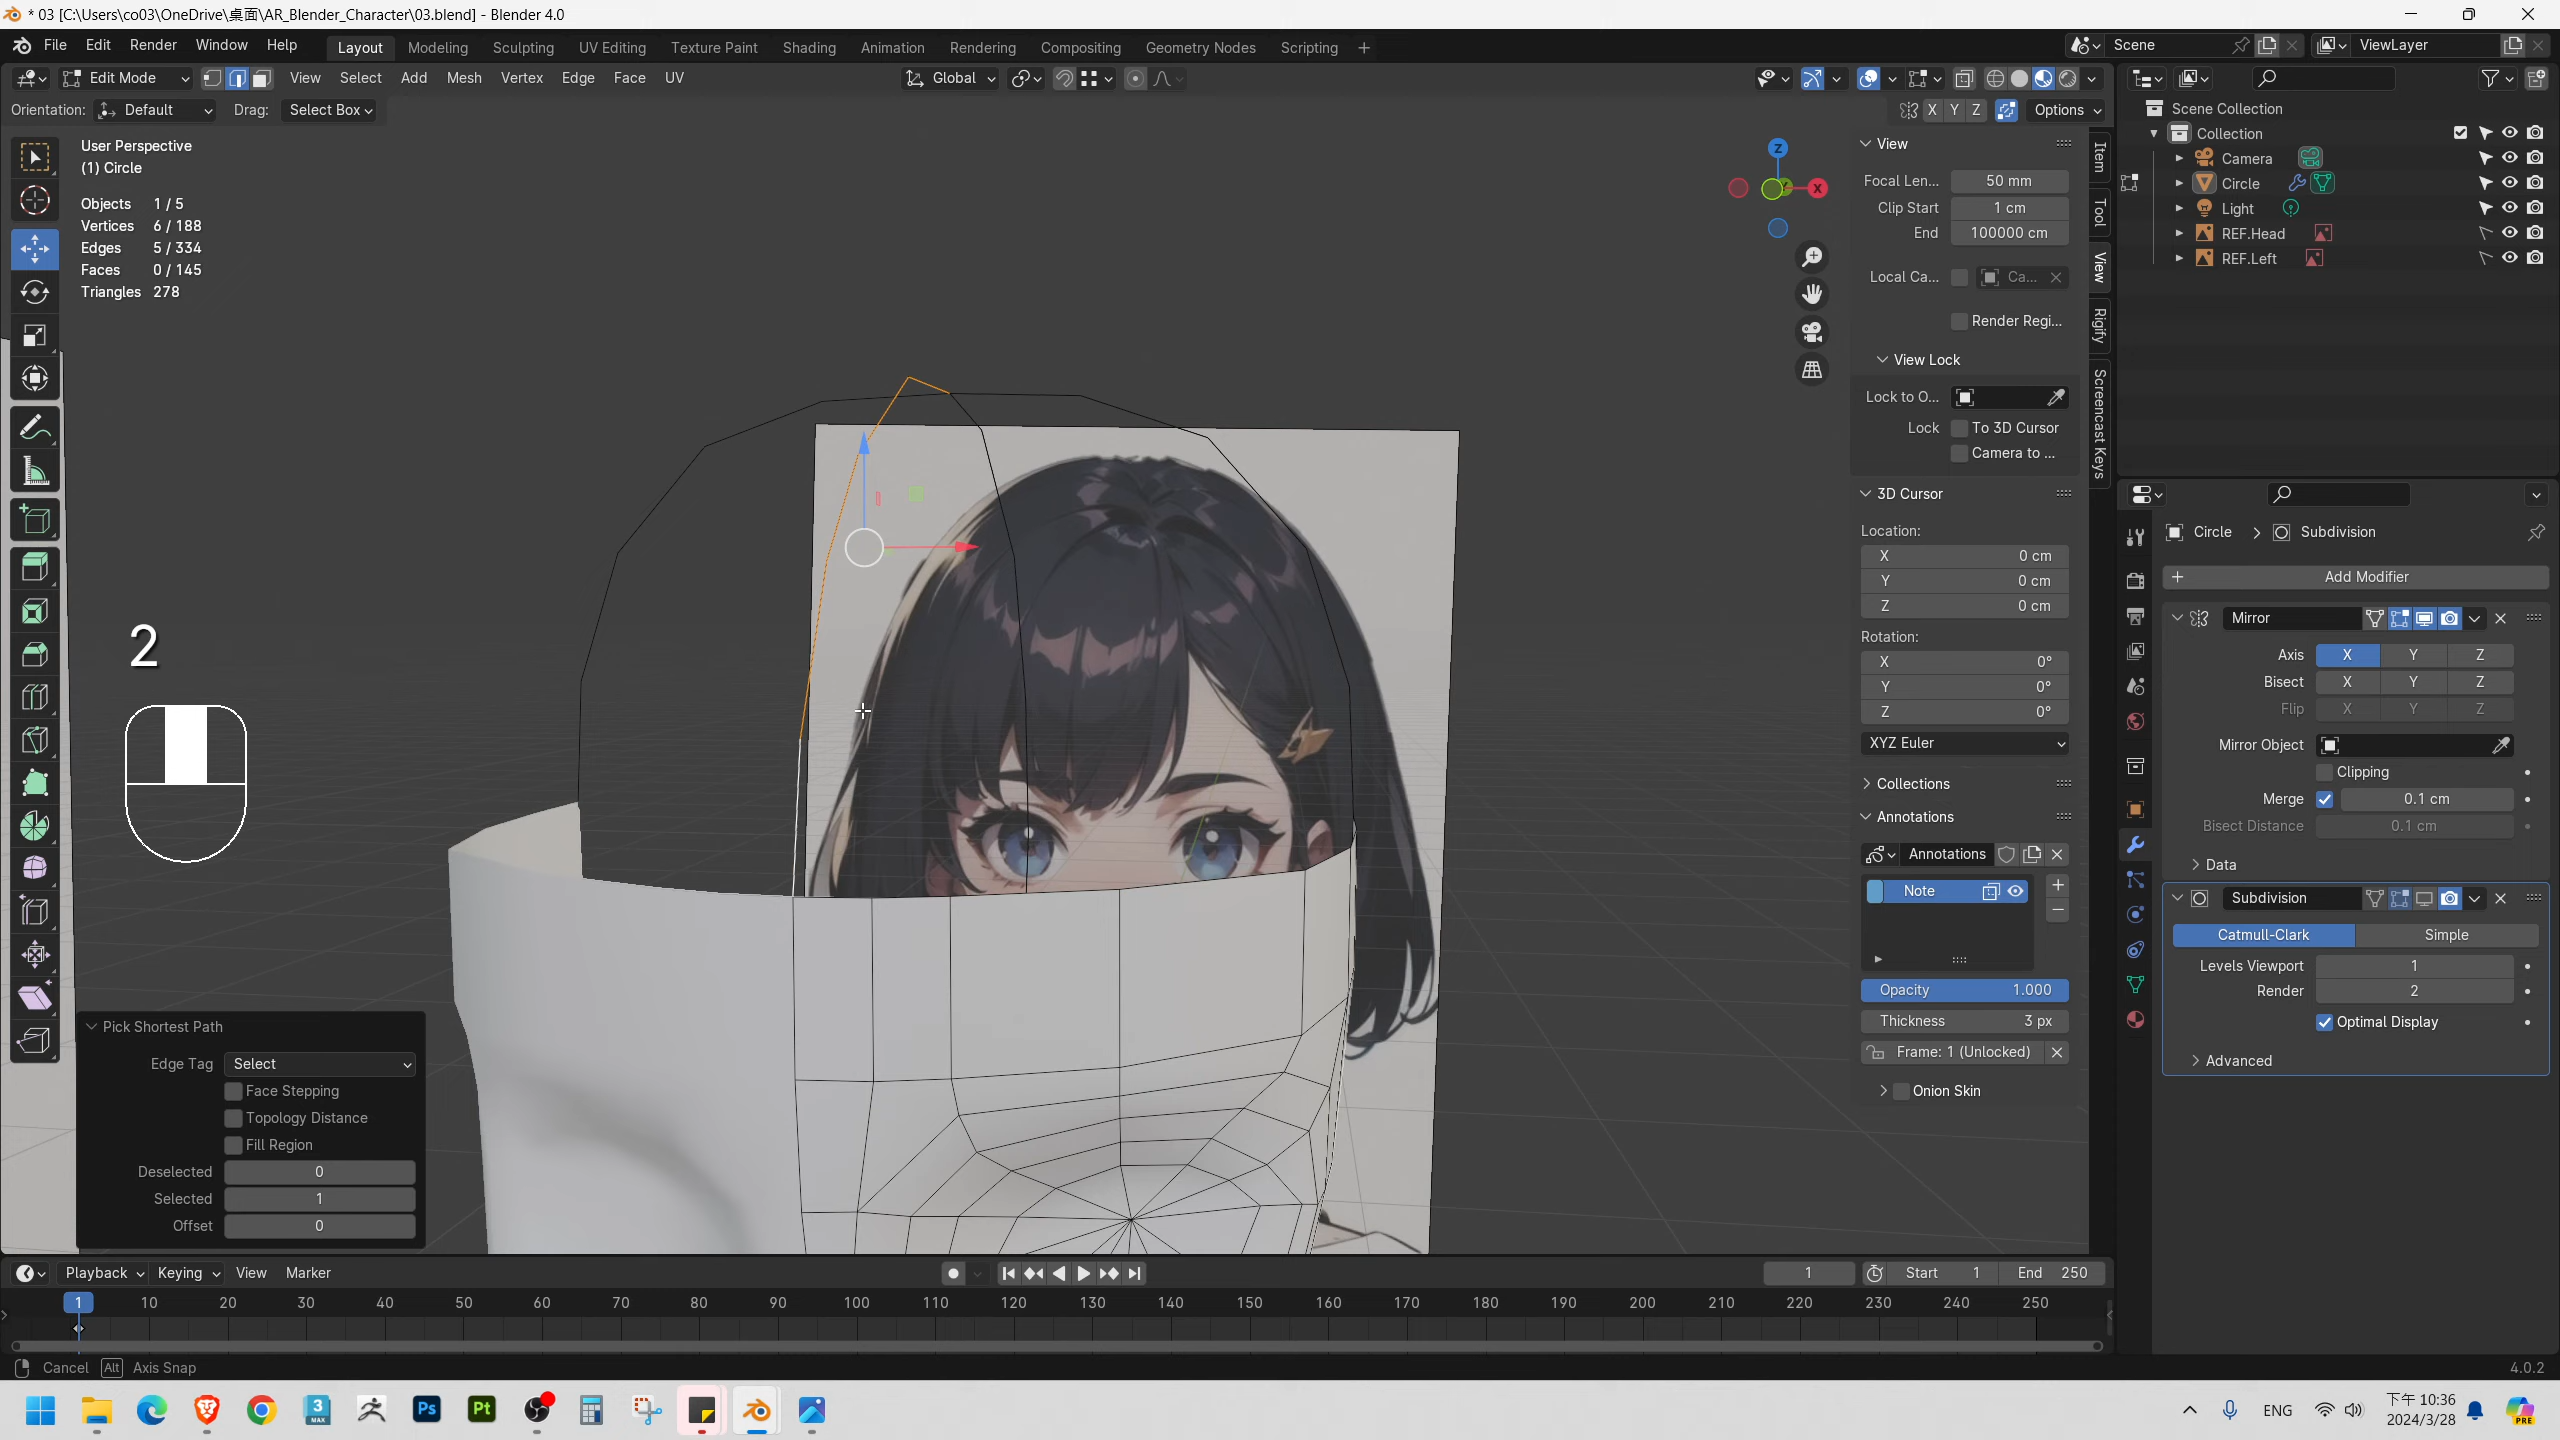 * 03 [C:\Users\co03\OneDrive\桌面\AR_Blender_Character\03.blend] - Blender 4.0
File Edit Render Window Help
Layout Modeling Sculpting UV Editing Texture Paint Shading Animation Rendering Compositing Geometry Nodes Scripting +
Scene
ViewLayer
Edit Mode
View Select Add Mesh Vertex Edge Face UV
Global
Orientation: Default Drag: Select Box
X Y Z Options
User Perspective
(1) Circle
Objects 1 / 5
Vertices 6 / 188
Edges 5 / 334
Faces 0 / 145
Triangles 278
2
Z
X
View
Focal Len... 50 mm
Clip Start 1 cm
End 100000 cm
Local Ca... Ca...
Render Regi...
View Lock
Lock to O...
Lock To 3D Cursor
Camera to ...
3D Cursor
Location:
X 0 cm
Y 0 cm
Z 0 cm
Rotation:
X 0°
Y 0°
Z 0°
XYZ Euler
Collections
Annotations
Annotations
Note
Opacity 1.000
Thickness 3 px
Frame: 1 (Unlocked)
Onion Skin
Item
Tool
View
Rigify
Screencast Keys
Scene Collection
Collection
Camera
Circle
Light
REF.Head
REF.Left
Circle > Subdivision
Add Modifier
Mirror
Axis X Y Z
Bisect X Y Z
Flip X Y Z
Mirror Object
Clipping
Merge 0.1 cm
Bisect Distance 0.1 cm
Data
Subdivision
Catmull-Clark Simple
Levels Viewport 1
Render 2
Optimal Display
Advanced
Pick Shortest Path
Edge Tag Select
Face Stepping
Topology Distance
Fill Region
Deselected 0
Selected 1
Offset 0
Playback Keying View Marker
1 Start 1 End 250
1 10 20 30 40 50 60 70 80 90 100 110 120 130 140 150 160 170 180 190 200 210 220 230 240 250
Cancel Alt Axis Snap
4.0.2
3
MAX
Ps
Pt
ENG
下午 10:36
2024/3/28
PRE